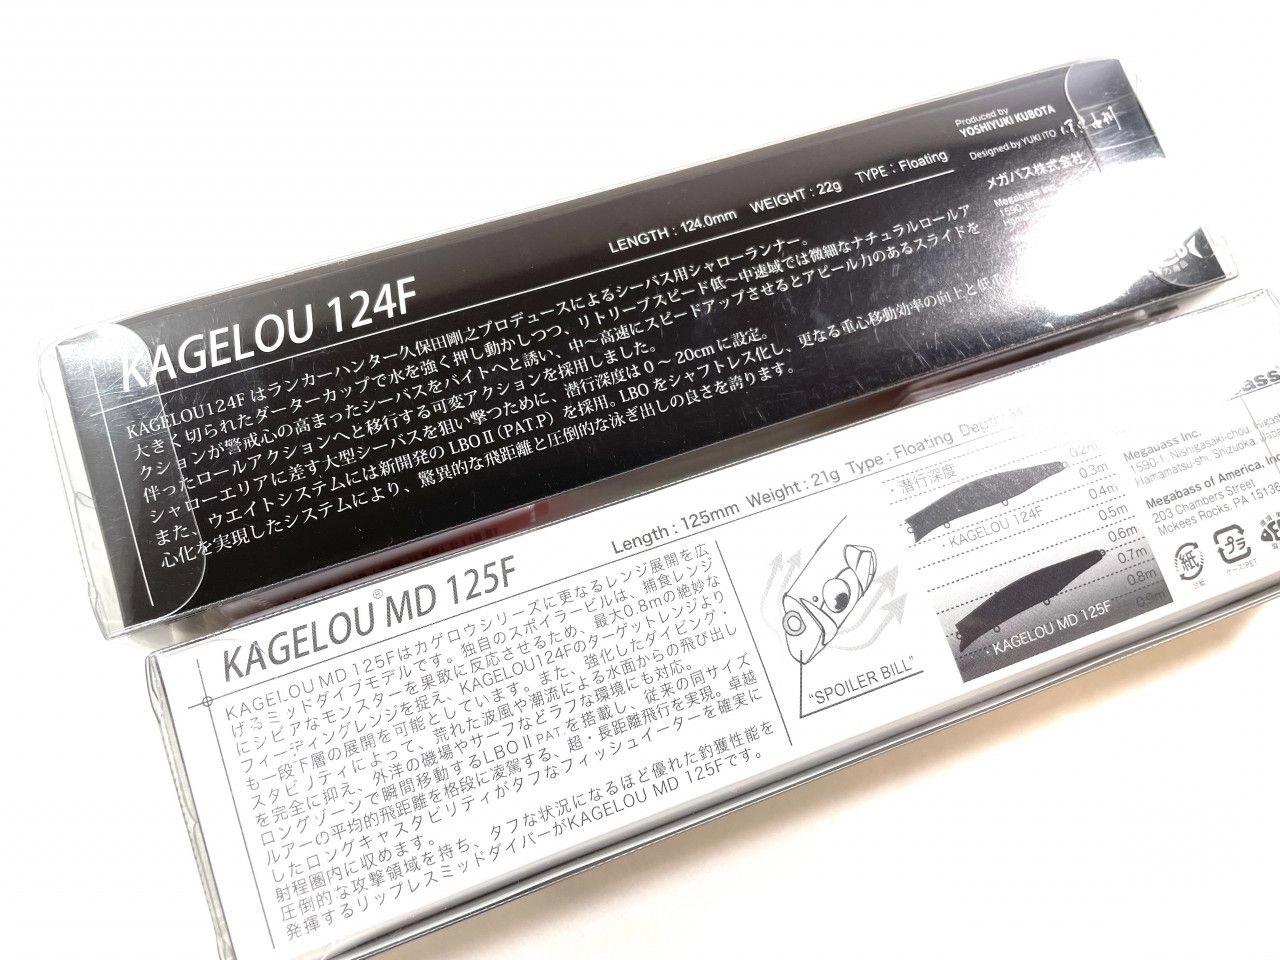 Produced by
YOSHIYUKI KUBOTA
Designed by YUKI ITO
メガバス株式会社
Megabass Inc.
LENGTH : 124.0mm WEIGHT : 22g TYPE : Floating
KAGELOU 124F
KAGELOU124F はランカーハンター久保田剛之プロデュースによるシーバス用シャローランナー。
大きく切られたダーターカップで水を強く押し動かしつつ、リトリーブスピード低〜中速域では微細なナチュラルロールア
クションが警戒心の高まったシーバスをバイトへと誘い、中〜高速にスピードアップさせるとアピール力のあるスライドを
伴ったロールアクションへと移行する可変アクションを採用しました。
シャローエリアに差す大型シーバスを狙い撃つために、潜行深度は0〜20cmに設定。
また、ウエイトシステムには新開発のLBOⅡ(PAT.P) を採用。LBOをシャフトレス化し、更なる重心移動効率の向上と低
心化を実現したシステムにより、驚異的な飛距離と圧倒的な泳ぎ出しの良さを誇ります。
KAGELOU® MD 125F
Length : 125mm Weight : 21g Type : Floating
KAGELOU MD 125Fはカゲロウシリーズに更なるレンジ展開を広
げるミッドダイブモデルです。独自のスポイラービルは、捕食レンジ
にシビアなモンスターを果敢に反応させるため、最大0.8mの絶妙な
フィーディングレンジを捉え、KAGELOU124Fのターゲットレンジより
も一段下層の展開を可能としています。また、強化したダイビング
スタビリティによって、荒れた波風や潮流による水面からの飛び出し
を完全に抑え、外洋の磯場やサーフなどラフな環境にも対応。
ロングゾーンで瞬間移動するLBOⅡPAT.を搭載し、従来の同サイズ
ルアーの平均的飛距離を格段に凌駕する、超・長距離飛行を実現。卓越
したロングキャスタビリティがタフなフィッシュイーターを確実に
射程圏内に収めます。
圧倒的な攻撃領域を持ち、タフな状況になるほど優れた釣獲性能を
発揮するリップレスミッドダイバーがKAGELOU MD 125Fです。
"SPOILER BILL"
・潜行深度
・KAGELOU 124F
・KAGELOU MD 125F
0.2m
0.3m
0.4m
0.5m
0.6m
0.7m
0.8m
0.9m
Megabass Inc.
1590-1, Nishigasaki-chou,
Hamamatsu-shi, Shizuoka,
Megabass of America, Inc.
203 Chambers Street
Mckees Rocks, PA 15136
紙
プラ
ケース:PET